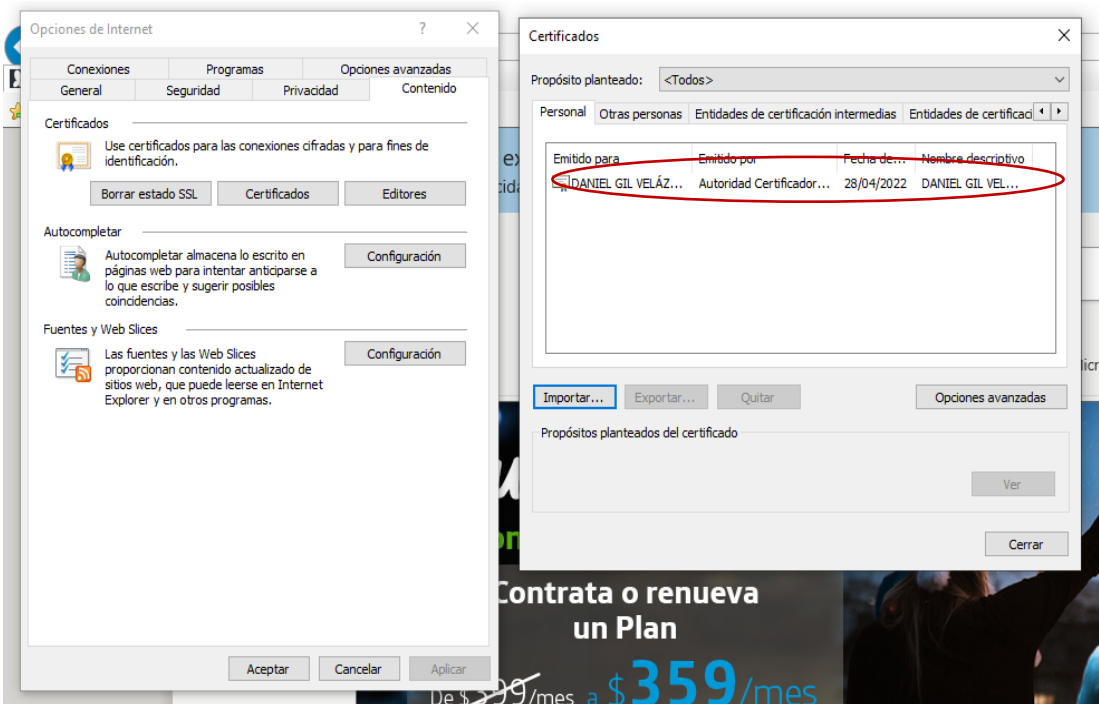 Opciones de Internet
?
Conexiones Programas Opciones avanzadas
General Seguridad Privacidad Contenido
Certificados
Use certificados para las conexiones cifradas y para fines de
identificación.
Borrar estado SSL Certificados Editores
Autocompletar
Autocompletar almacena lo escrito en
páginas web para intentar anticiparse a
lo que escribe y sugerir posibles
coincidencias.
Configuración
Fuentes y Web Slices
Las fuentes y las Web Slices
proporcionan contenido actualizado de
sitios web, que puede leerse en Internet
Explorer y en otros programas.
Configuración
Aceptar Cancelar Aplicar
Certificados
Propósito planteado: <Todos>
Personal Otras personas Entidades de certificación intermedias Entidades de certificaci
Emitido para Emitido por Fecha de... Nombre descriptivo
DANIEL GIL VELÁZ... Autoridad Certificador... 28/04/2022 DANIEL GIL VEL...
Importar... Exportar... Quitar Opciones avanzadas
Propósitos planteados del certificado
Ver
Cerrar
Contrata o renueva
un Plan
De $399/mes a $359/mes